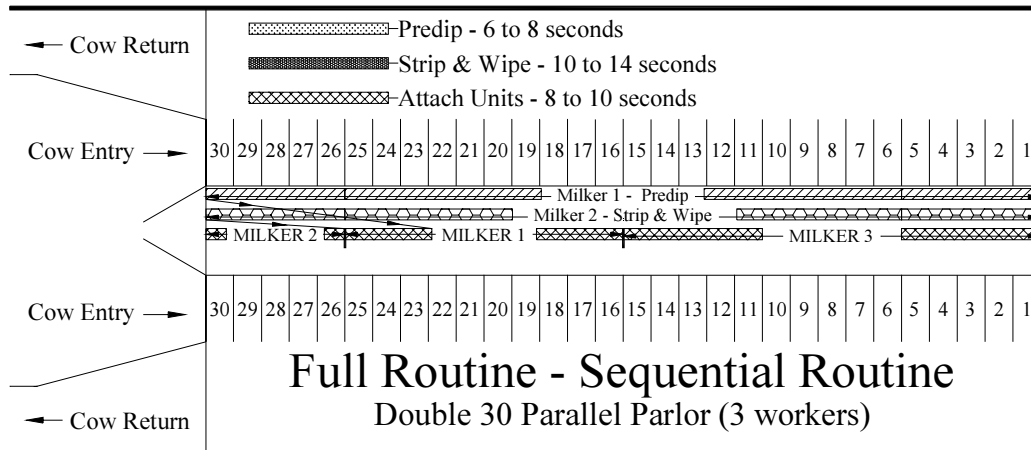 Predip - 6 to 8 seconds
Cow Return
Strip & Wipe - 10 to 14 seconds
Attach Units - 8 to 10 seconds
Cow Entry 30 29 28 27 26 25 24 23 22 21 20 19 18 17 16 15 14 13 12 11 10 9 8 7 6 5 4 3 2 1
Milker 1 - Predip
Milker 2 - Strip & Wipe
MILKER 2 MILKER 1 MILKER 3
Cow Entry 30 29 28 27 26 25 24 23 22 21 20 19 18 17 16 15 14 13 12 11 10 9 8 7 6 5 4 3 2 1
Full Routine - Sequential Routine
Cow Return Double 30 Parallel Parlor (3 workers)